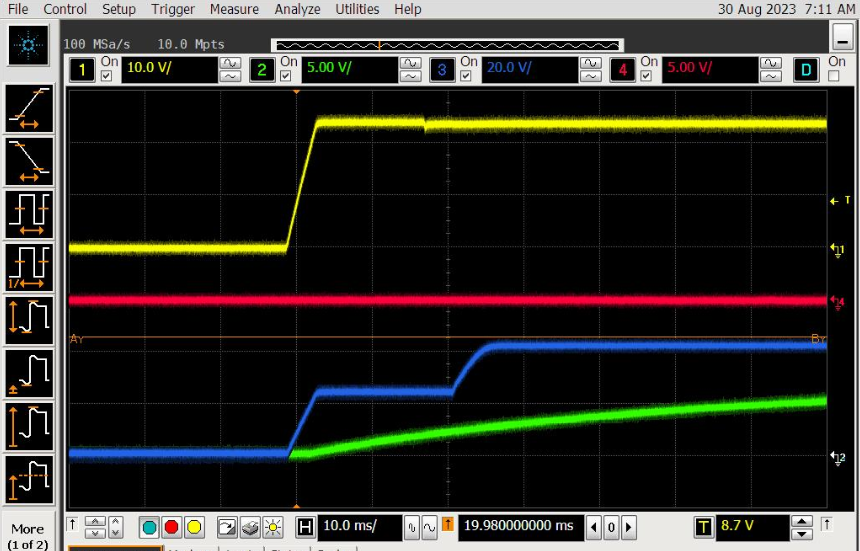 File Control Setup Trigger Measure Analyze Utilities Help 30 Aug 2023 7:11 AM
100 MSa/s 10.0 Mpts
1 On 10.0 V/ 2 On 5.00 V/ 3 On 20.0 V/ 4 On 5.00 V/ D On
T
1
4
Ay By
2
1/
More
(1 of 2)
H 10.0 ms/ 19.980000000 ms 0 T 8.7 V